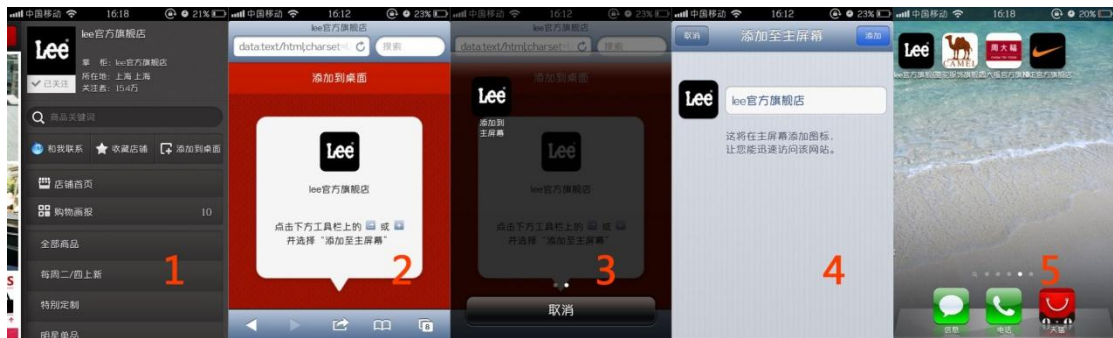 中国移动 16:18 21%
lee官方旗舰店
Lee
掌 柜: lee官方旗舰店
所在地: 上海 上海
关注者: 15.4万
已关注
商品关键词
和我联系 收藏店铺 添加到桌面
店铺首页
购物画报 10
全部商品
每周二/四上新
特别定制
明星单品
1
中国移动 16:12 23%
lee官方旗舰店
data:text/html;charset=
搜索
添加到桌面
Lee
lee官方旗舰店
点击下方工具栏上的 或
并选择“添加至主屏幕”
8
2
中国移动 16:12 23%
lee官方旗舰店
data:text/html;charset=
搜索
添加到桌面
Lee
添加到
主屏幕
Lee
lee官方旗舰店
点击下方工具栏上的 或
并选择“添加至主屏幕”
取消
3
中国移动 16:12 23%
取消 添加至主屏幕 添加
Lee
lee官方旗舰店
这将在主屏幕添加图标,
让您能迅速访问该网站。
4
中国移动 16:18 20%
Lee CAMEL 周大福
lee官方旗舰店
5
信息 电话 天猫